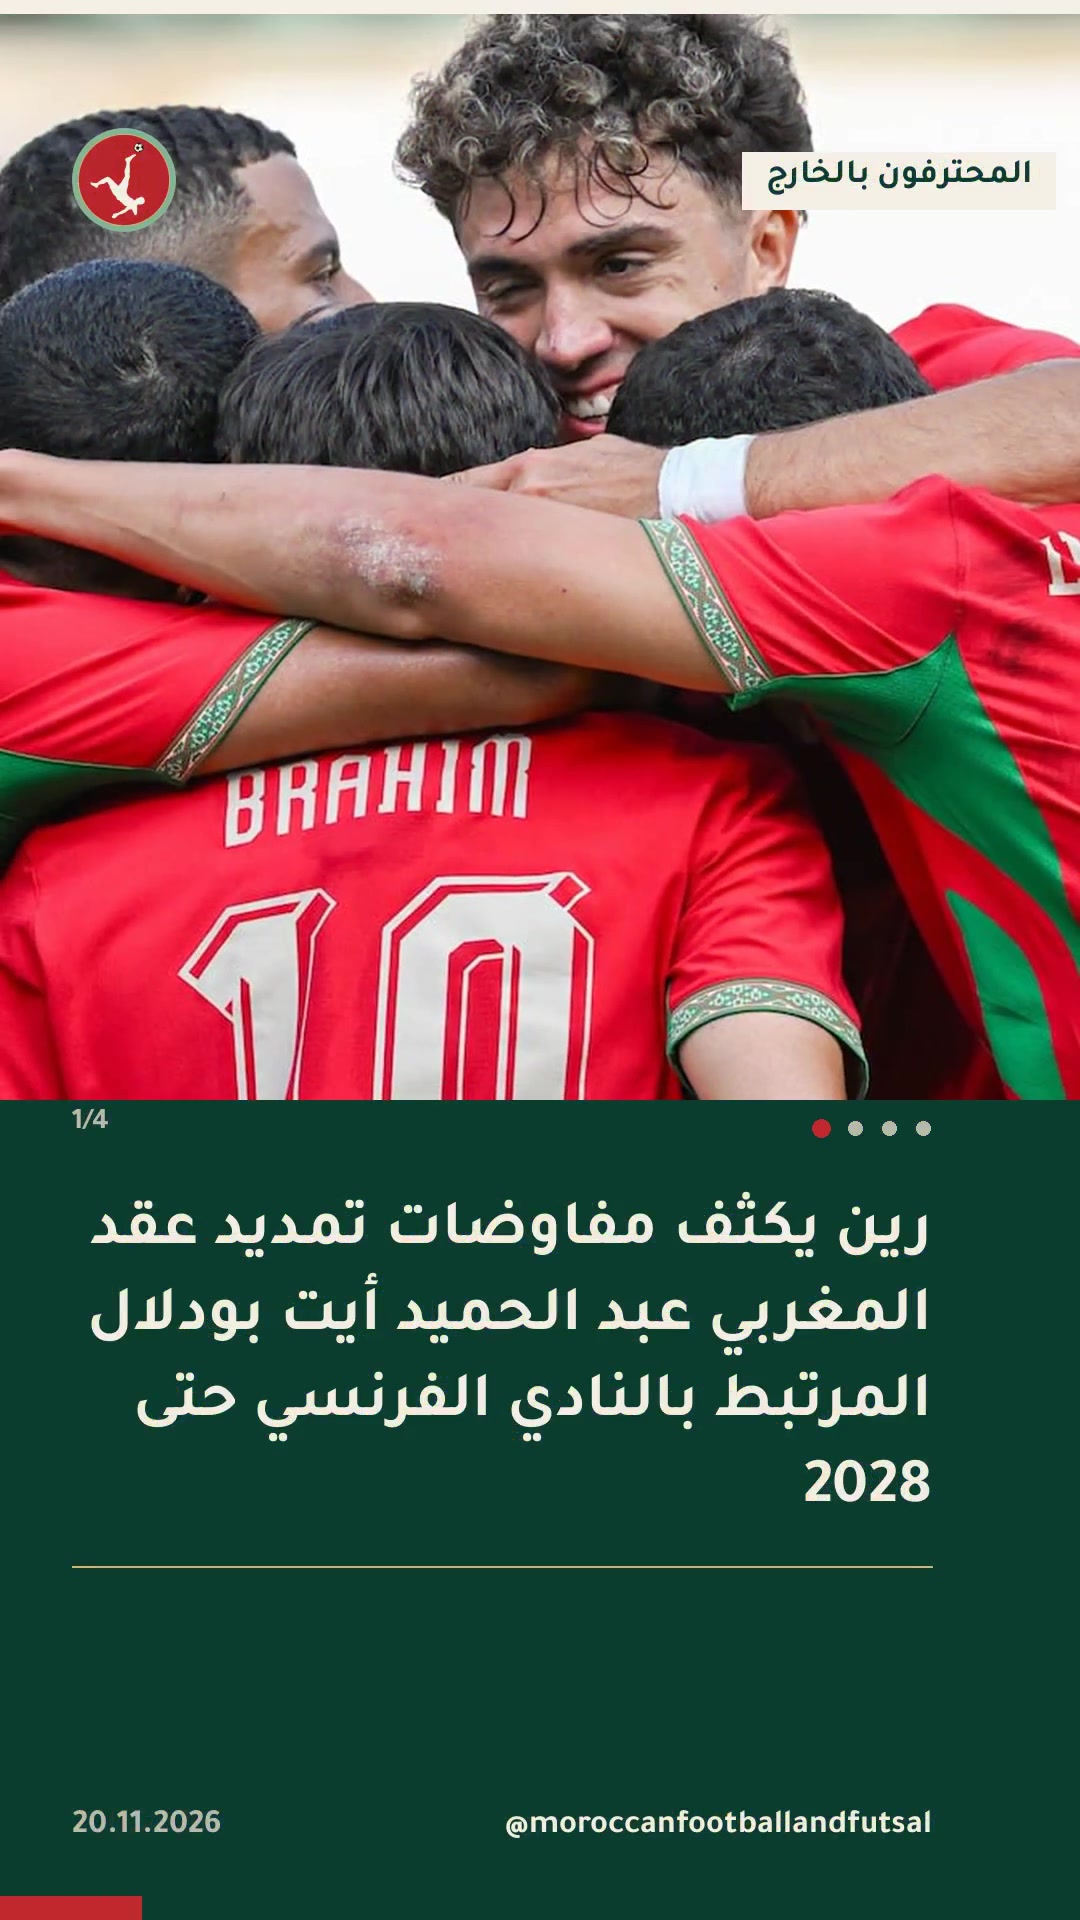 المحترفون بالخارج
BRAHIM
10
1/4
رين يكثف مفاوضات تمديد عقد
المغربي عبد الحميد أيت بودلال
المرتبط بالنادي الفرنسي حتى
2028
20.11.2026
@moroccanfootballandfutsal